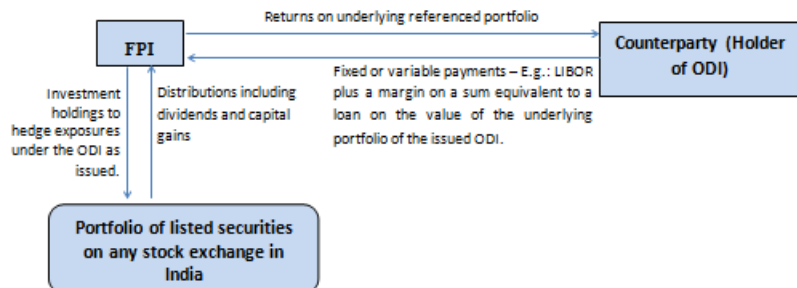 Returns on underlying referenced portfolio
FPI
Counterparty (Holder
of ODI)
Fixed or variable payments – E.g.: LIBOR
plus a margin on a sum equivalent to a
loan on the value of the underlying
portfolio of the issued ODI.
Investment
holdings to
hedge exposures
under the ODI as
issued.
Distributions including
dividends and capital
gains
Portfolio of listed securities
on any stock exchange in
India